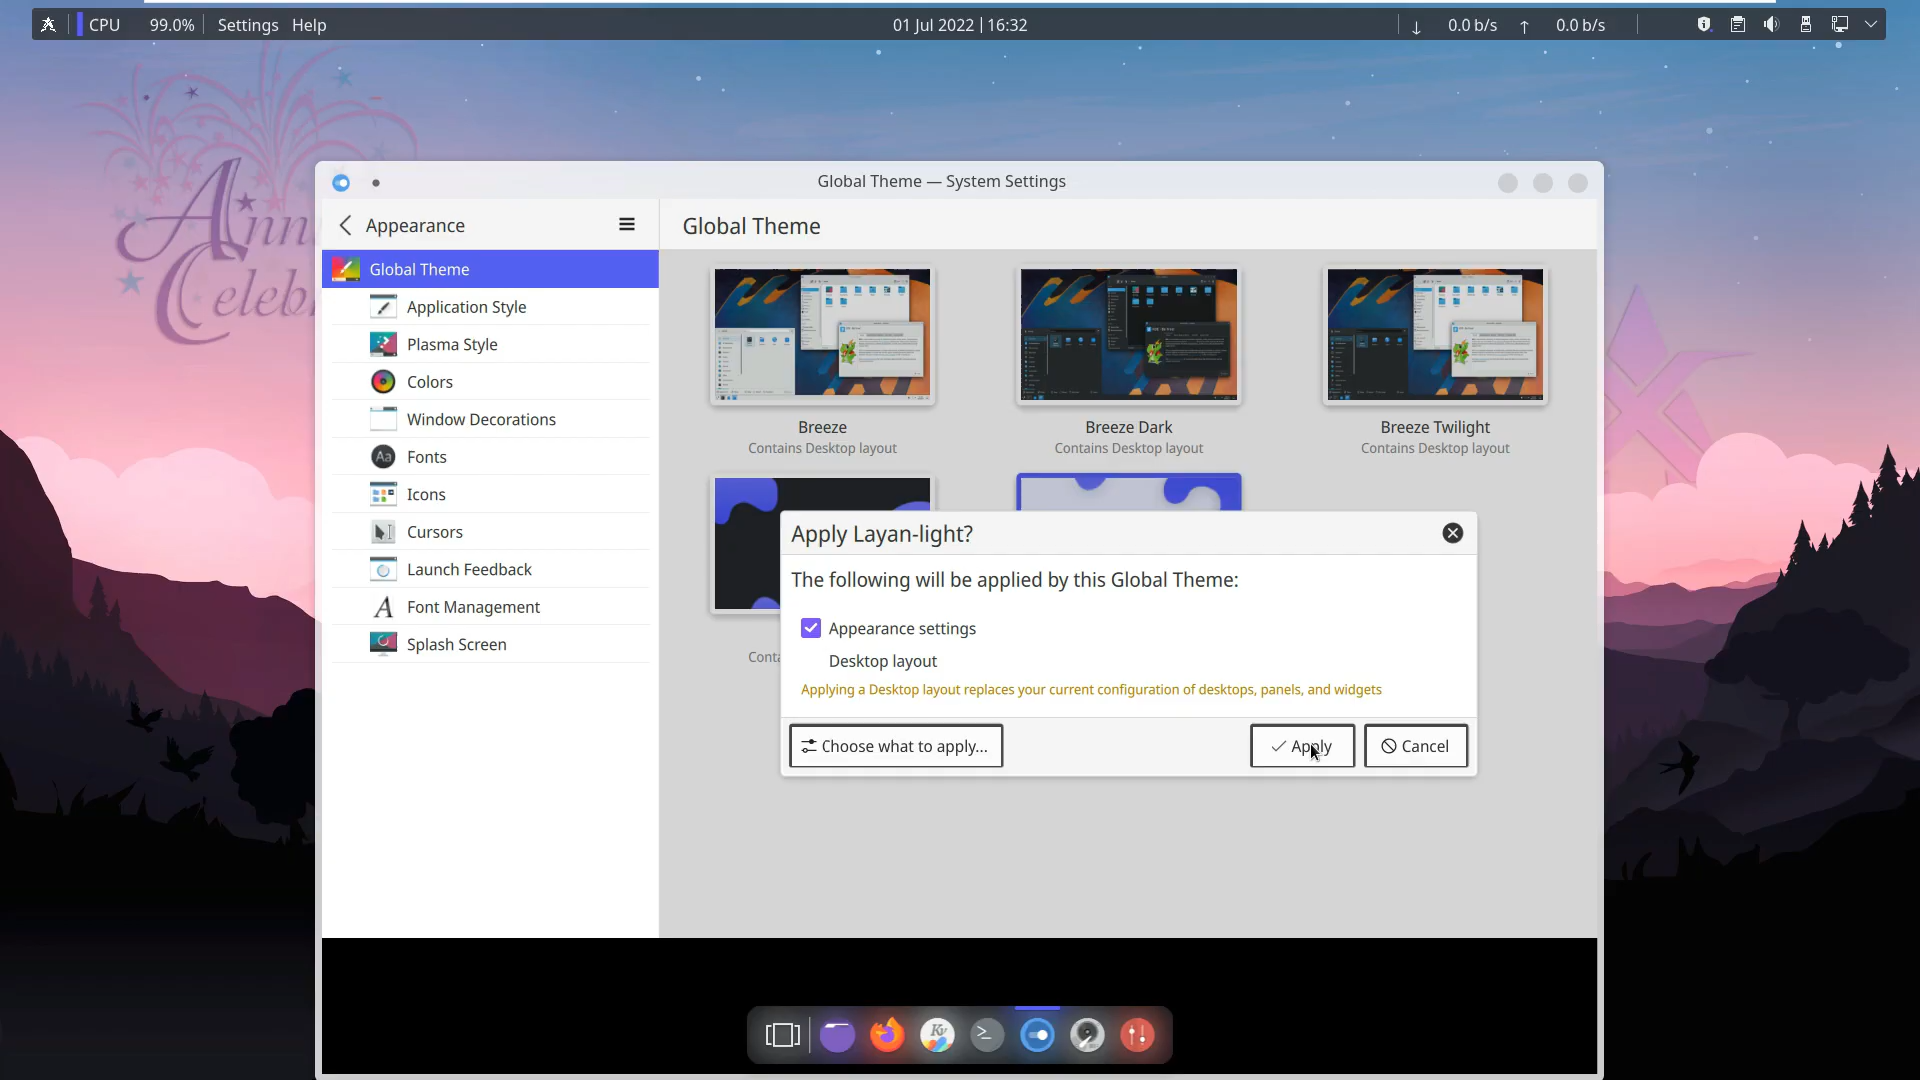 CPU 99.0% Settings Help 01 Jul 2022 | 16:32 ↓ 0.0 b/s ↑ 0.0 b/s
Global Theme — System Settings
Appearance
Global Theme
Global Theme
Application Style
Plasma Style
Colors
Window Decorations
Fonts
Icons
Cursors
Launch Feedback
Font Management
Splash Screen
Breeze
Contains Desktop layout
Breeze Dark
Contains Desktop layout
Breeze Twilight
Contains Desktop layout
Apply Layan-light?
The following will be applied by this Global Theme:
Appearance settings
Desktop layout
Applying a Desktop layout replaces your current configuration of desktops, panels, and widgets
Choose what to apply...
Apply
Cancel